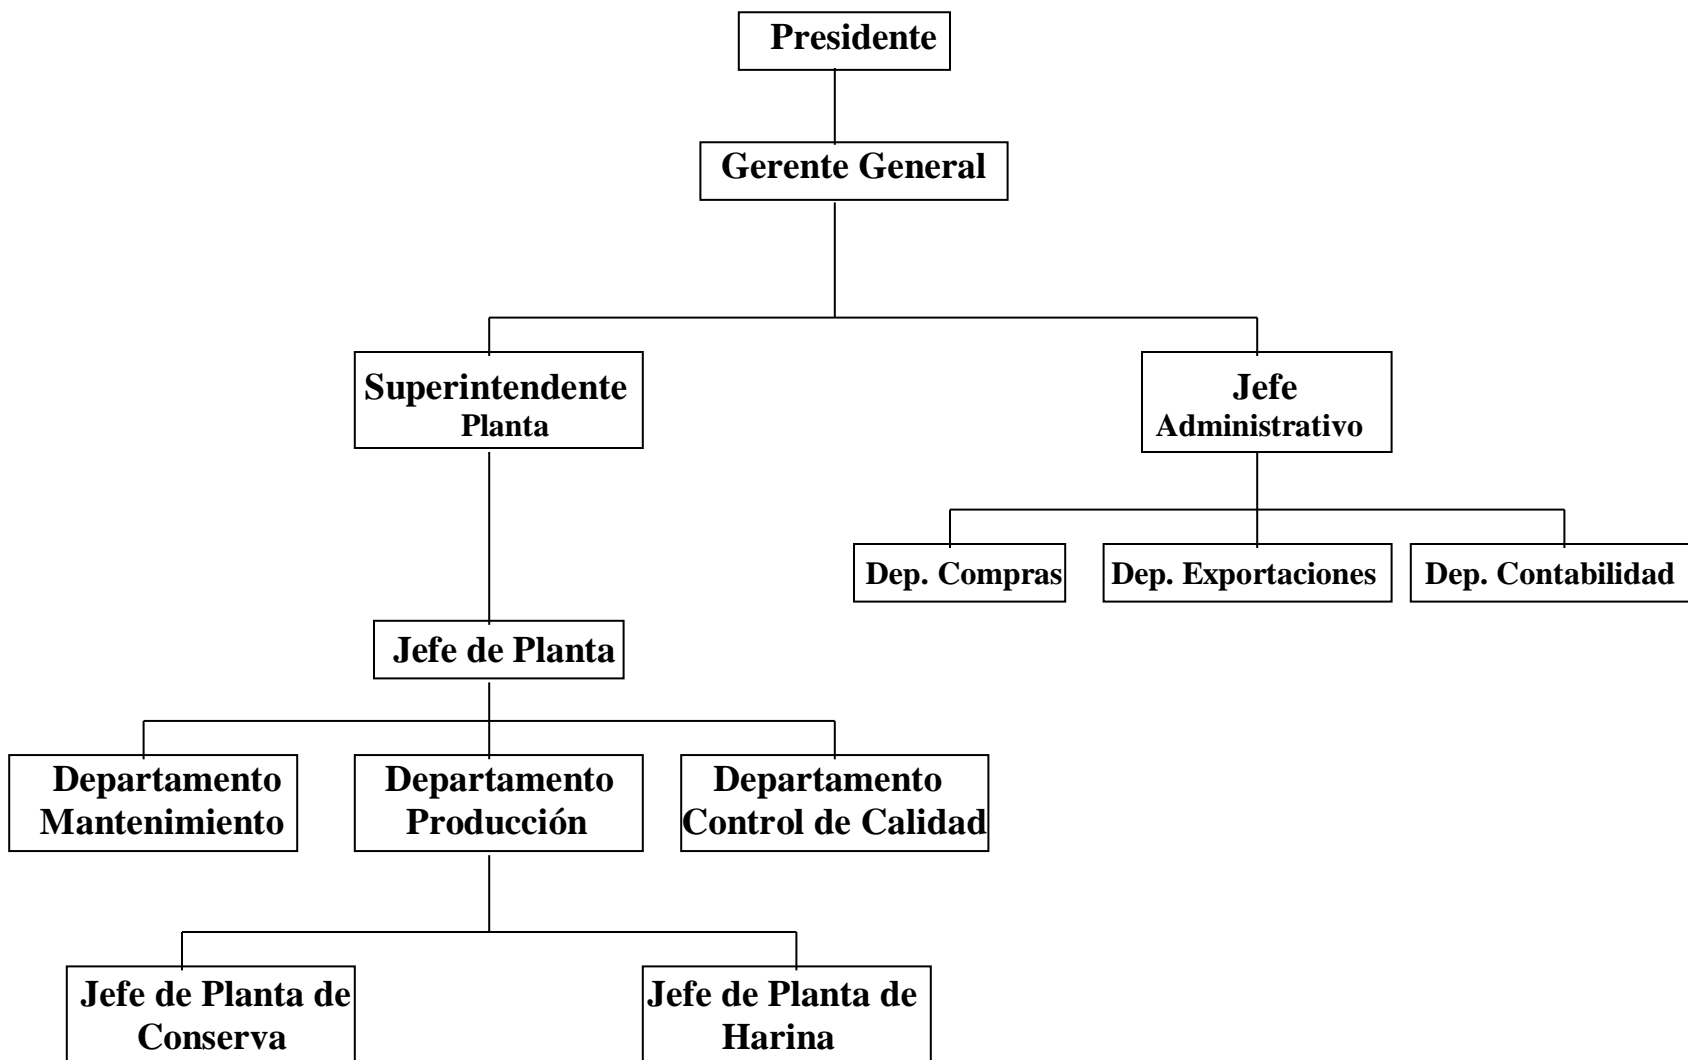 Presidente
Gerente General
Superintendente
Planta
Jefe
Administrativo
Dep. Compras
Dep. Exportaciones
Dep. Contabilidad
Jefe de Planta
Departamento
Mantenimiento
Departamento
Producción
Departamento
Control de Calidad
Jefe de Planta de
Conserva
Jefe de Planta de
Harina